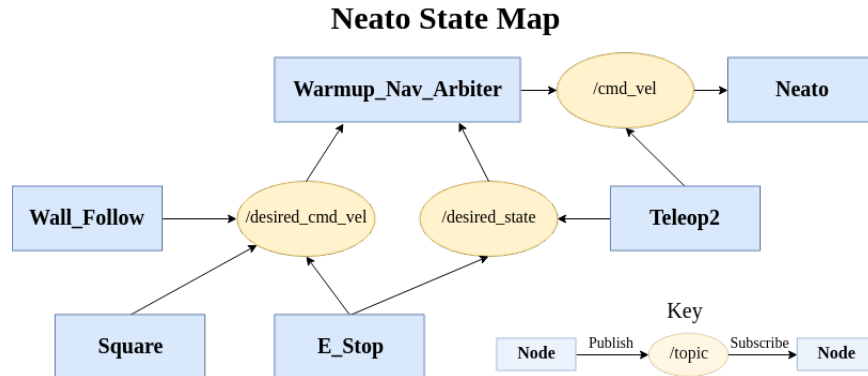 Neato State Map
Warmup_Nav_Arbiter
/cmd_vel
Neato
Wall_Follow
/desired_cmd_vel
/desired_state
Teleop2
Square
E_Stop
Key
Node
Publish
/topic
Subscribe
Node